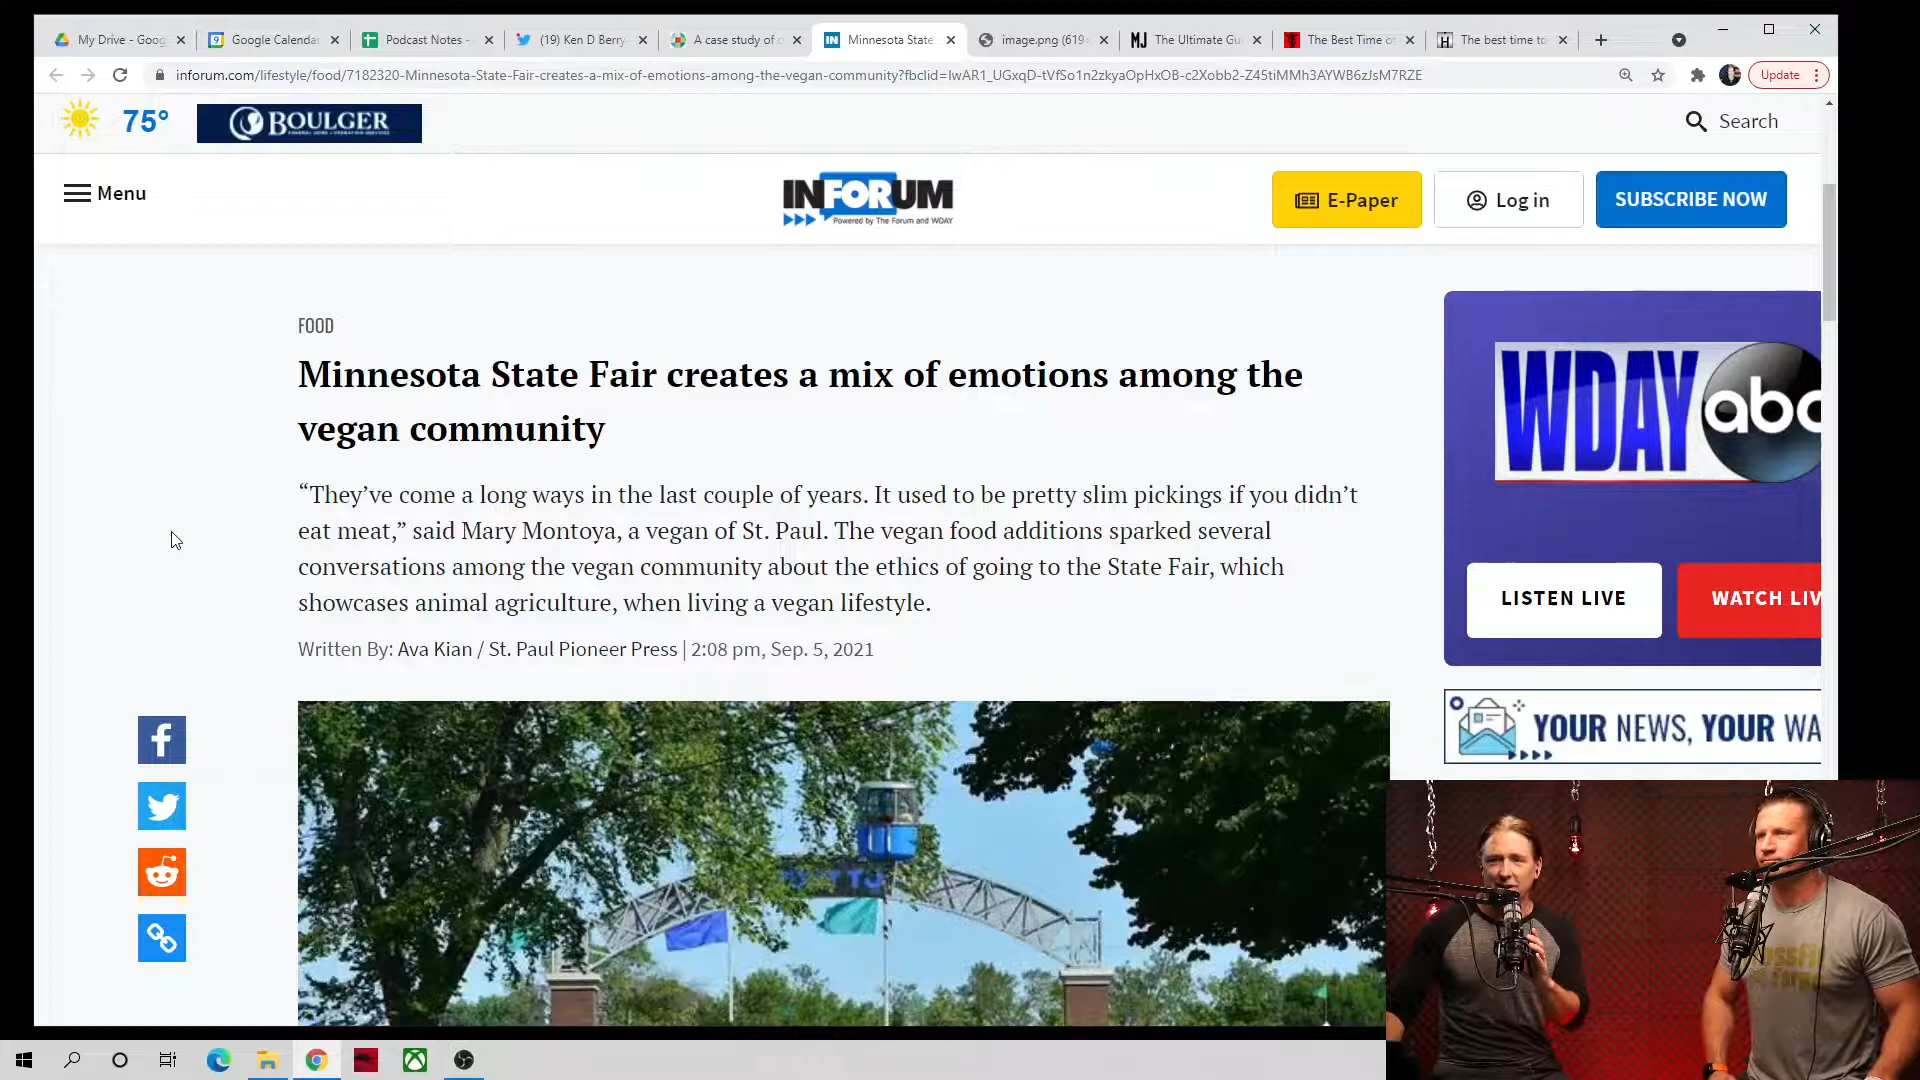 My Drive - Goog
Google Calenda
Podcast Notes -
(19) Ken D Berry
A case study of c
Minnesota State
image.png (619
MJ The Ultimate Gu
The Best Time o
H The best time to
inforum.com/lifestyle/food/7182320-Minnesota-State-Fair-creates-a-mix-of-emotions-among-the-vegan-community?fbclid=IwAR1_UGxqD-tVfSo1n2zkyaOpHxOB-c2Xobb2-Z45tiMMh3AYWB6zJsM7RZE
Update
75°
BOULGER
Search
Menu
INFORUM
Powered by The Forum and WDAY
E-Paper
Log in
SUBSCRIBE NOW
FOOD
Minnesota State Fair creates a mix of emotions among the
vegan community
“They’ve come a long ways in the last couple of years. It used to be pretty slim pickings if you didn’t
eat meat,” said Mary Montoya, a vegan of St. Paul. The vegan food additions sparked several
conversations among the vegan community about the ethics of going to the State Fair, which
showcases animal agriculture, when living a vegan lifestyle.
Written By: Ava Kian / St. Paul Pioneer Press | 2:08 pm, Sep. 5, 2021
WDAY abc
LISTEN LIVE
WATCH LIV
YOUR NEWS, YOUR WA